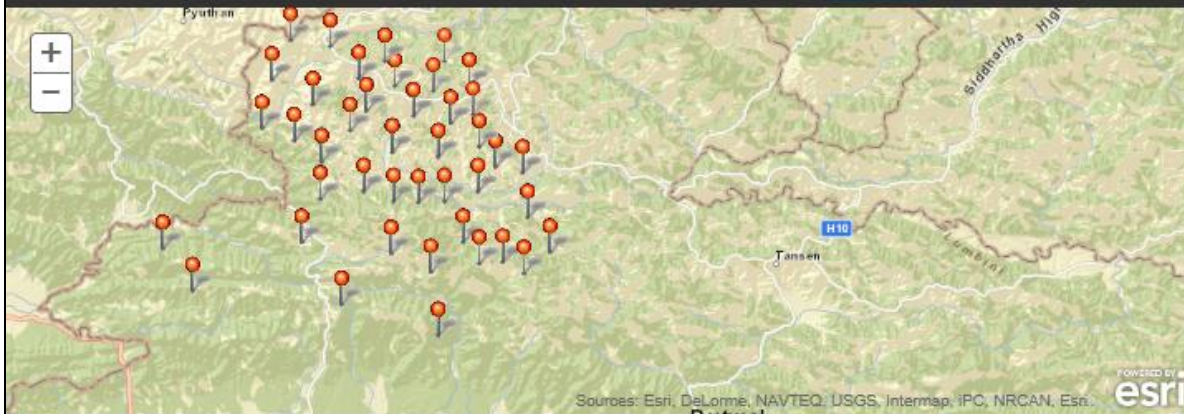 Pyuthan
+
−
Siddhartha High
H10
Tansen
Lumbini
POWERED BY
esri
Sources: Esri, DeLorme, NAVTEQ, USGS, Intermap, iPC, NRCAN, Esri..